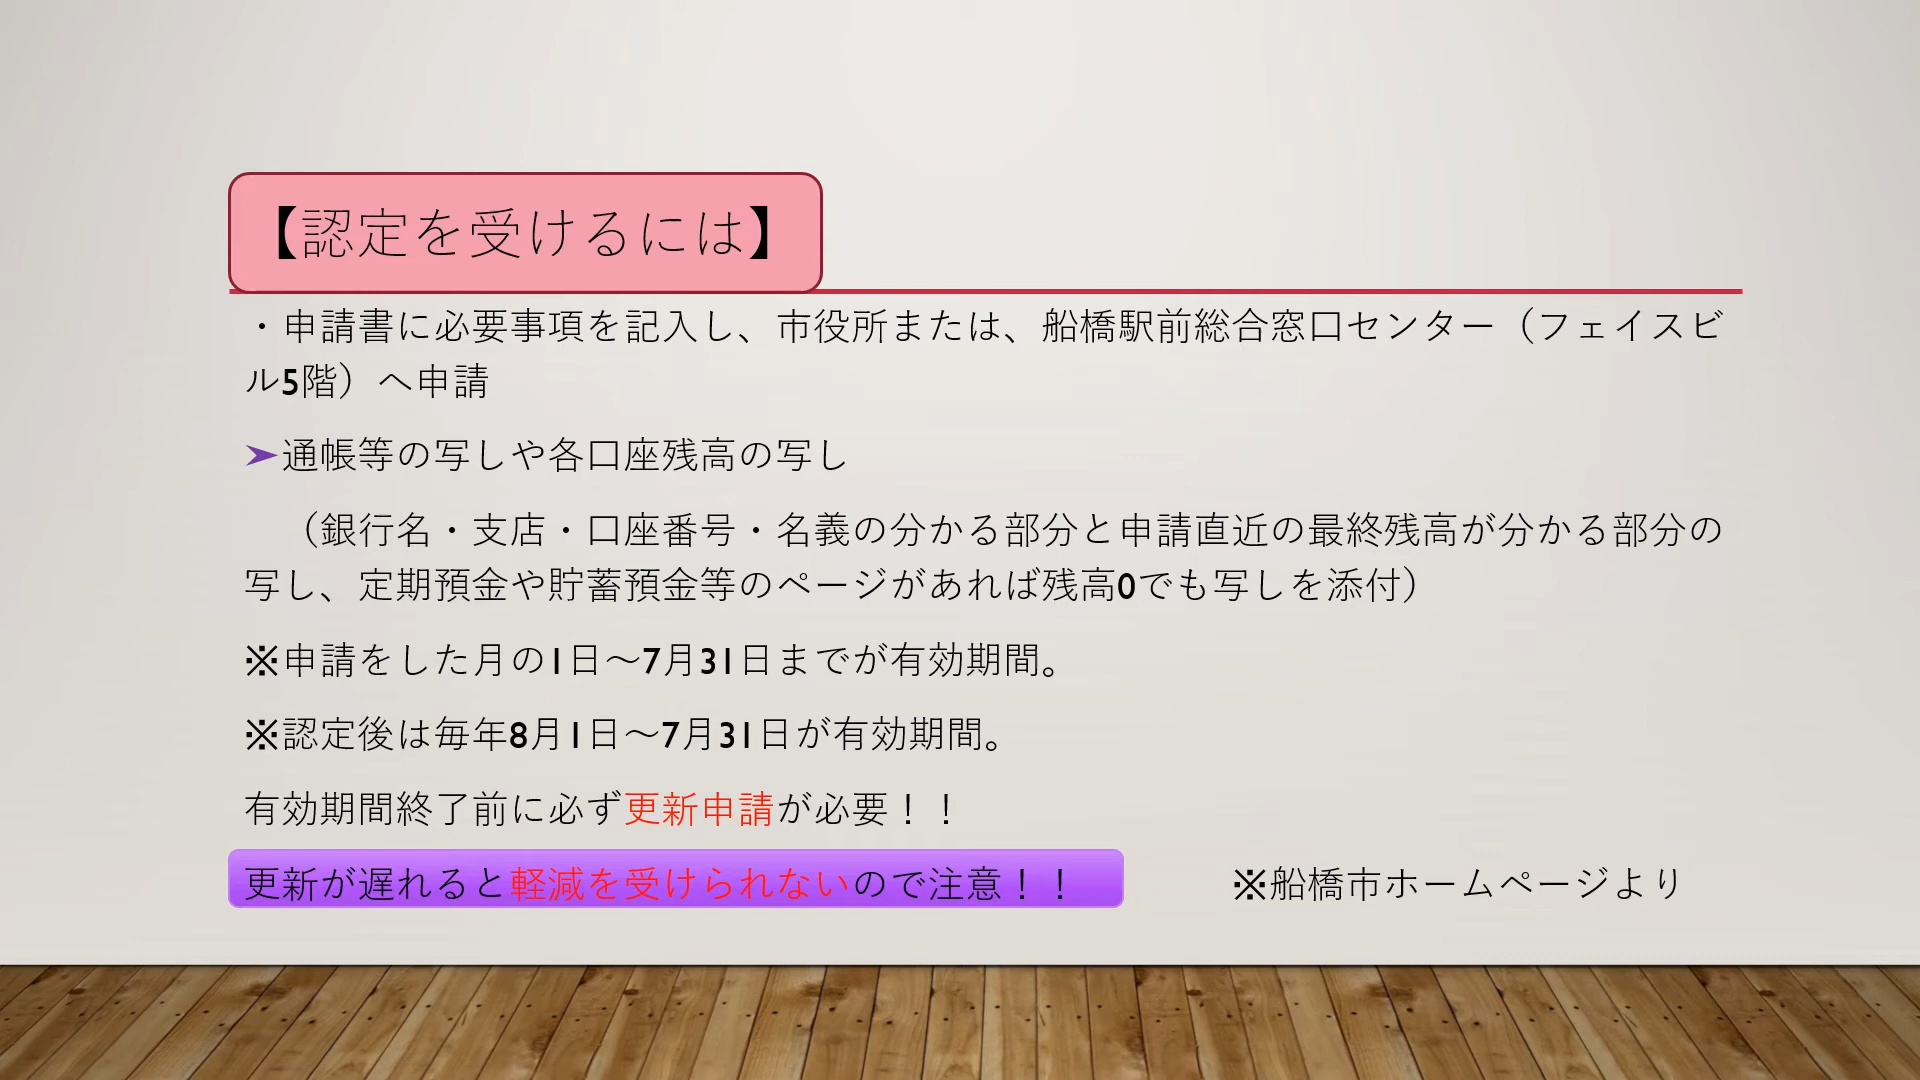 【認定を受けるには】
・申請書に必要事項を記入し、市役所または、船橋駅前総合窓口センター（フェイスビ
ル5階）へ申請
➢通帳等の写しや各口座残高の写し
（銀行名・支店・口座番号・名義の分かる部分と申請直近の最終残高が分かる部分の
写し、定期預金や貯蓄預金等のページがあれば残高0でも写しを添付）
※申請をした月の1日～7月31日までが有効期間。
※認定後は毎年8月1日～7月31日が有効期間。
有効期間終了前に必ず更新申請が必要！！
更新が遅れると軽減を受けられないので注意！！
※船橋市ホームページより